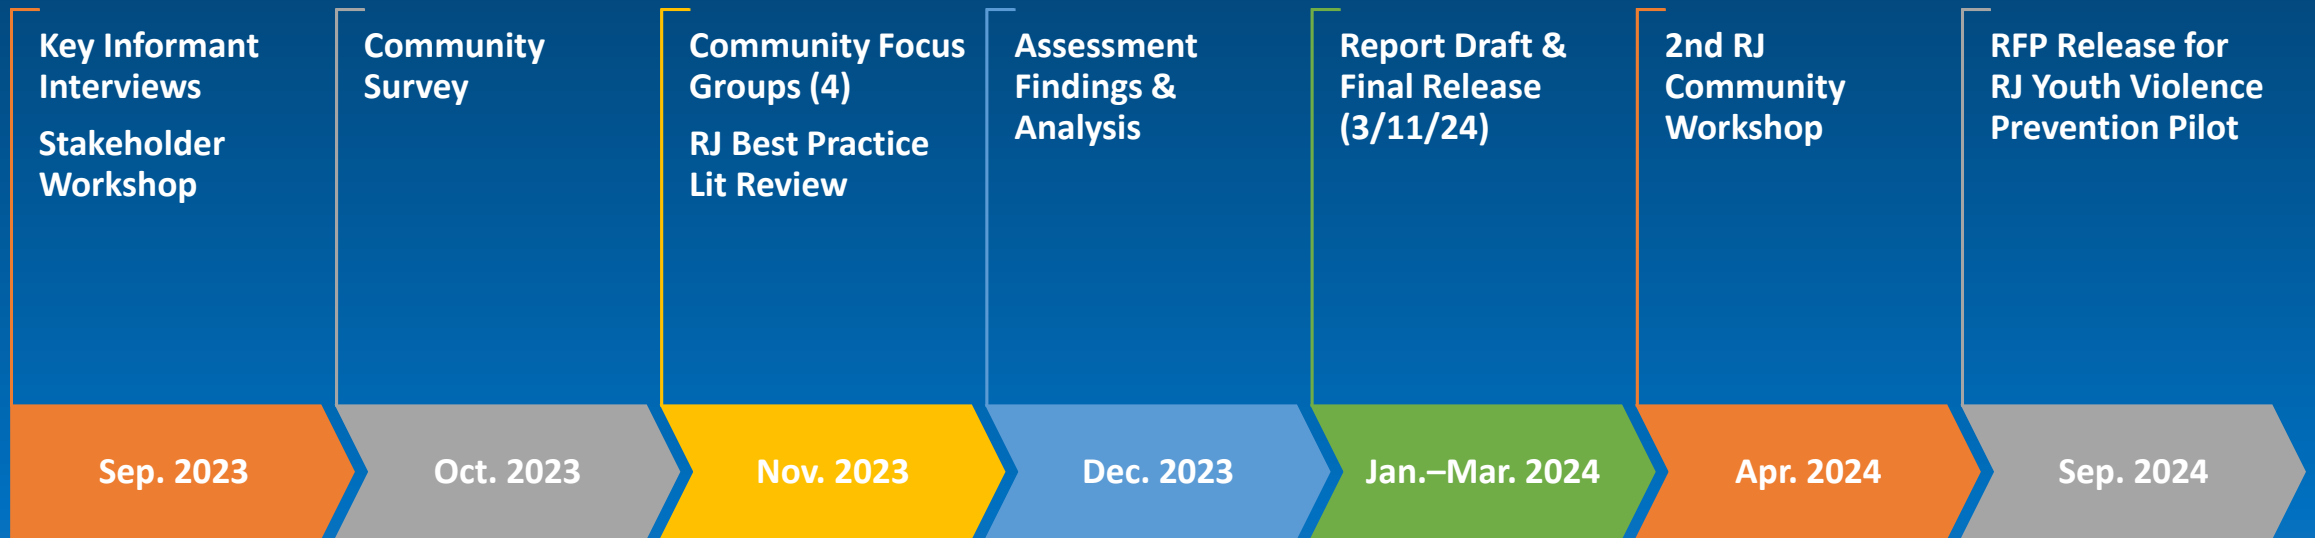 Key Informant
Interviews
Stakeholder
Workshop
Community
Survey
Community Focus
Groups (4)
RJ Best Practice
Lit Review
Assessment
Findings &
Analysis
Report Draft &
Final Release
(3/11/24)
2nd RJ
Community
Workshop
RFP Release for
RJ Youth Violence
Prevention Pilot
Sep. 2023
Oct. 2023
Nov. 2023
Dec. 2023
Jan.–Mar. 2024
Apr. 2024
Sep. 2024